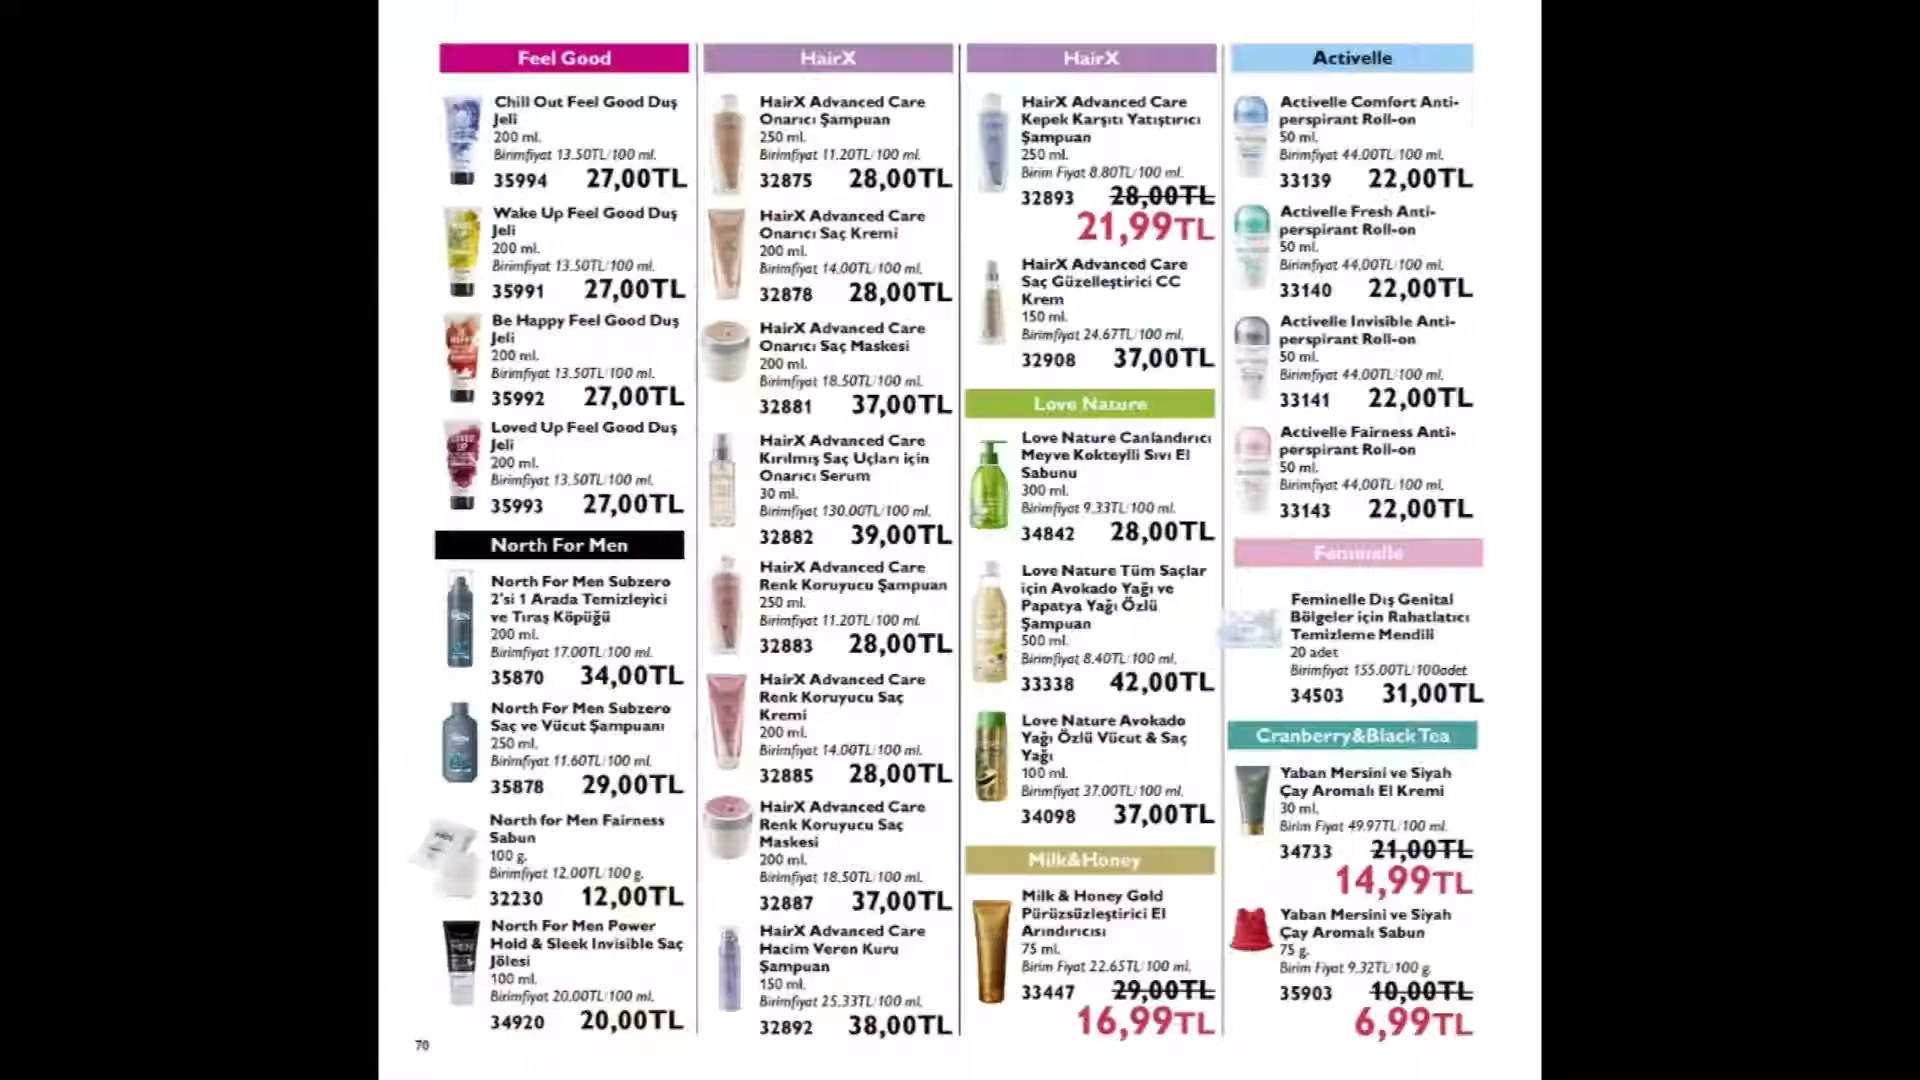 Feel Good
Chill Out Feel Good Duş
Jeli
200 ml.
Birimfiyat 13.50TL/100 ml.
35994 27,00TL
Wake Up Feel Good Duş
Jeli
200 ml.
Birimfiyat 13.50TL/100 ml.
35991 27,00TL
Be Happy Feel Good Duş
Jeli
200 ml.
Birimfiyat 13.50TL/100 ml.
35992 27,00TL
Loved Up Feel Good Duş
Jeli
200 ml.
Birimfiyat 13.50TL/100 ml.
35993 27,00TL
North For Men
North For Men Subzero
2'si 1 Arada Temizleyici
ve Tıraş Köpüğü
200 ml.
Birimfiyat 17.00TL/100 ml.
35870 34,00TL
North For Men Subzero
Saç ve Vücut Şampuanı
250 ml.
Birimfiyat 11.60TL/100 ml.
35878 29,00TL
North for Men Fairness
Sabun
100 g.
Birimfiyat 12.00TL/100 g.
32230 12,00TL
North For Men Power
Hold & Sleek Invisible Saç
Jölesi
100 ml.
Birimfiyat 20.00TL/100 ml.
34920 20,00TL
70
HairX
HairX Advanced Care
Onarıcı Şampuan
250 ml.
Birimfiyat 11.20TL/100 ml.
32875 28,00TL
HairX Advanced Care
Onarıcı Saç Kremi
200 ml.
Birimfiyat 14.00TL/100 ml.
32878 28,00TL
HairX Advanced Care
Onarıcı Saç Maskesi
200 ml.
Birimfiyat 18.50TL/100 ml.
32881 37,00TL
HairX Advanced Care
Kırılmış Saç Uçları için
Onarıcı Serum
30 ml.
Birimfiyat 130.00TL/100 ml.
32882 39,00TL
HairX Advanced Care
Renk Koruyucu Şampuan
250 ml.
Birimfiyat 11.20TL/100 ml.
32883 28,00TL
HairX Advanced Care
Renk Koruyucu Saç
Kremi
200 ml.
Birimfiyat 14.00TL/100 ml.
32885 28,00TL
HairX Advanced Care
Renk Koruyucu Saç
Maskesi
200 ml.
Birimfiyat 18.50TL/100 ml.
32887 37,00TL
HairX Advanced Care
Hacim Veren Kuru
Şampuan
150 ml.
Birimfiyat 25.33TL/100 ml.
32892 38,00TL
HairX
HairX Advanced Care
Kepek Karşıtı Yatıştırıcı
Şampuan
250 ml.
Birim Fiyat 8.80TL/100 ml.
32893 28,00TL
21,99TL
HairX Advanced Care
Saç Güzelleştirici CC
Krem
150 ml.
Birimfiyat 24.67TL/100 ml.
32908 37,00TL
Love Nature
Love Nature Canlandırıcı
Meyve Kokteylli Sıvı El
Sabunu
300 ml.
Birimfiyat 9.33TL/100 ml.
34842 28,00TL
Love Nature Tüm Saçlar
için Avokado Yağı ve
Papatya Yağı Özlü
Şampuan
500 ml.
Birimfiyat 8.40TL/100 ml.
33338 42,00TL
Love Nature Avokado
Yağı Özlü Vücut & Saç
Yağı
100 ml.
Birimfiyat 37.00TL/100 ml.
34098 37,00TL
Milk&Honey
Milk & Honey Gold
Pürüzsüzleştirici El
Arındırıcısı
75 ml.
Birim Fiyat 22.65TL/100 ml.
33447 29,00TL
16,99TL
Activelle
Activelle Comfort Anti-
perspirant Roll-on
50 ml.
Birimfiyat 44.00TL/100 ml.
33139 22,00TL
Activelle Fresh Anti-
perspirant Roll-on
50 ml.
Birimfiyat 44.00TL/100 ml.
33140 22,00TL
Activelle Invisible Anti-
perspirant Roll-on
50 ml.
Birimfiyat 44.00TL/100 ml.
33141 22,00TL
Activelle Fairness Anti-
perspirant Roll-on
50 ml.
Birimfiyat 44.00TL/100 ml.
33143 22,00TL
Feminelle
Feminelle Dış Genital
Bölgeler için Rahatlatıcı
Temizleme Mendili
20 adet
Birimfiyat 155.00TL/100adet
34503 31,00TL
Cranberry&Black Tea
Yaban Mersini ve Siyah
Çay Aromalı El Kremi
30 ml.
Birim Fiyat 49.97TL/100 ml.
34733 21,00TL
14,99TL
Yaban Mersini ve Siyah
Çay Aromalı Sabun
75 g.
Birim Fiyat 9.32TL/100 g.
35903 10,00TL
6,99TL